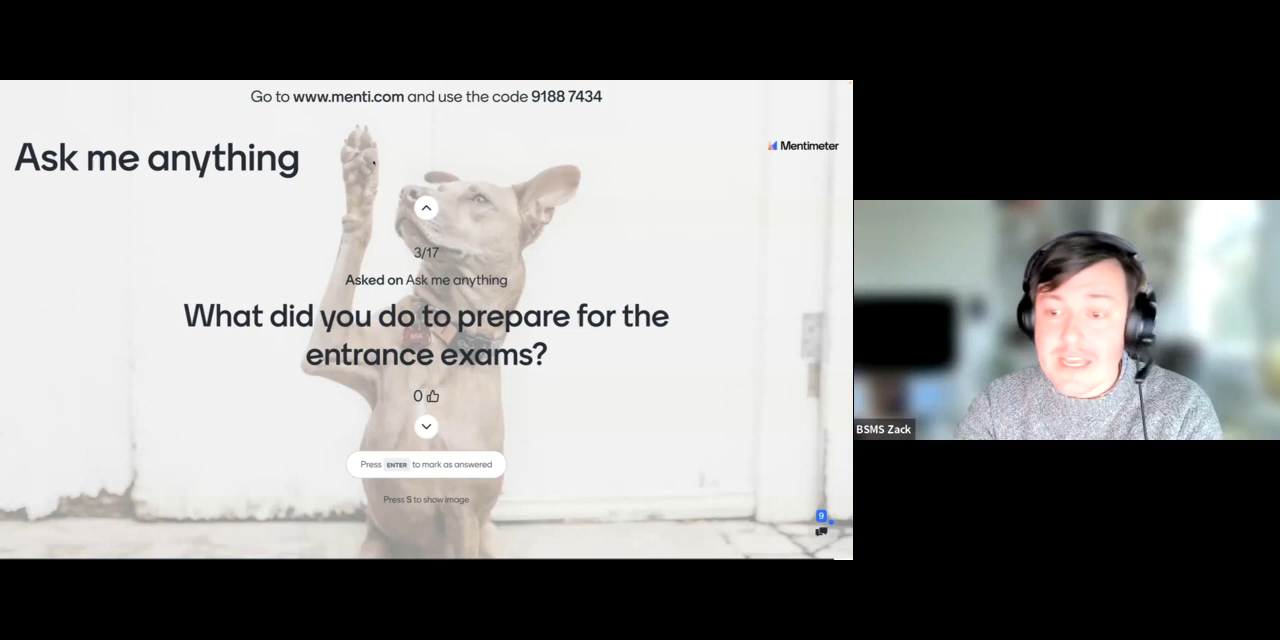 Go to www.menti.com and use the code 9188 7434
Ask me anything
Mentimeter
3/17
Asked on Ask me anything
What did you do to prepare for the
entrance exams?
0
Press ENTER to mark as answered
Press S to show image
9
BSMS Zack